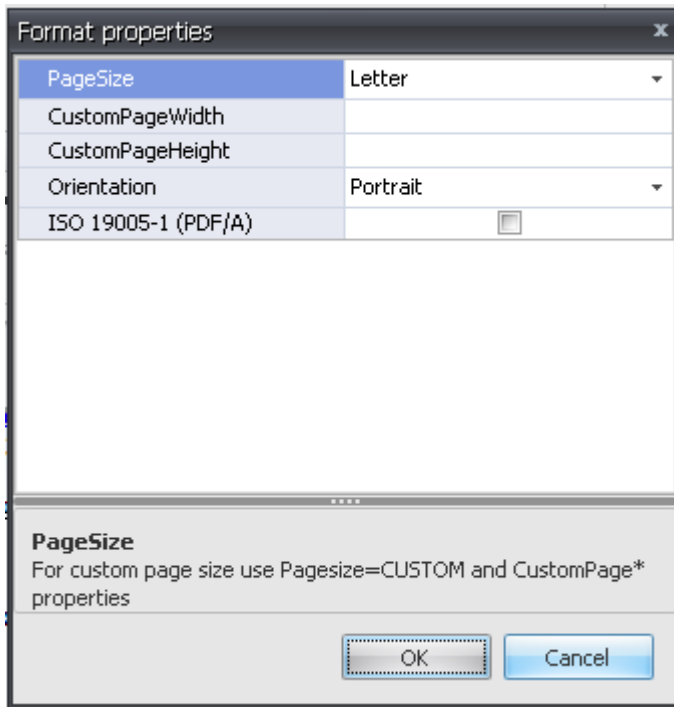 Format properties x
PageSize Letter
CustomPageWidth
CustomPageHeight
Orientation Portrait
ISO 19005-1 (PDF/A)
PageSize
For custom page size use Pagesize=CUSTOM and CustomPage*
properties
OK Cancel